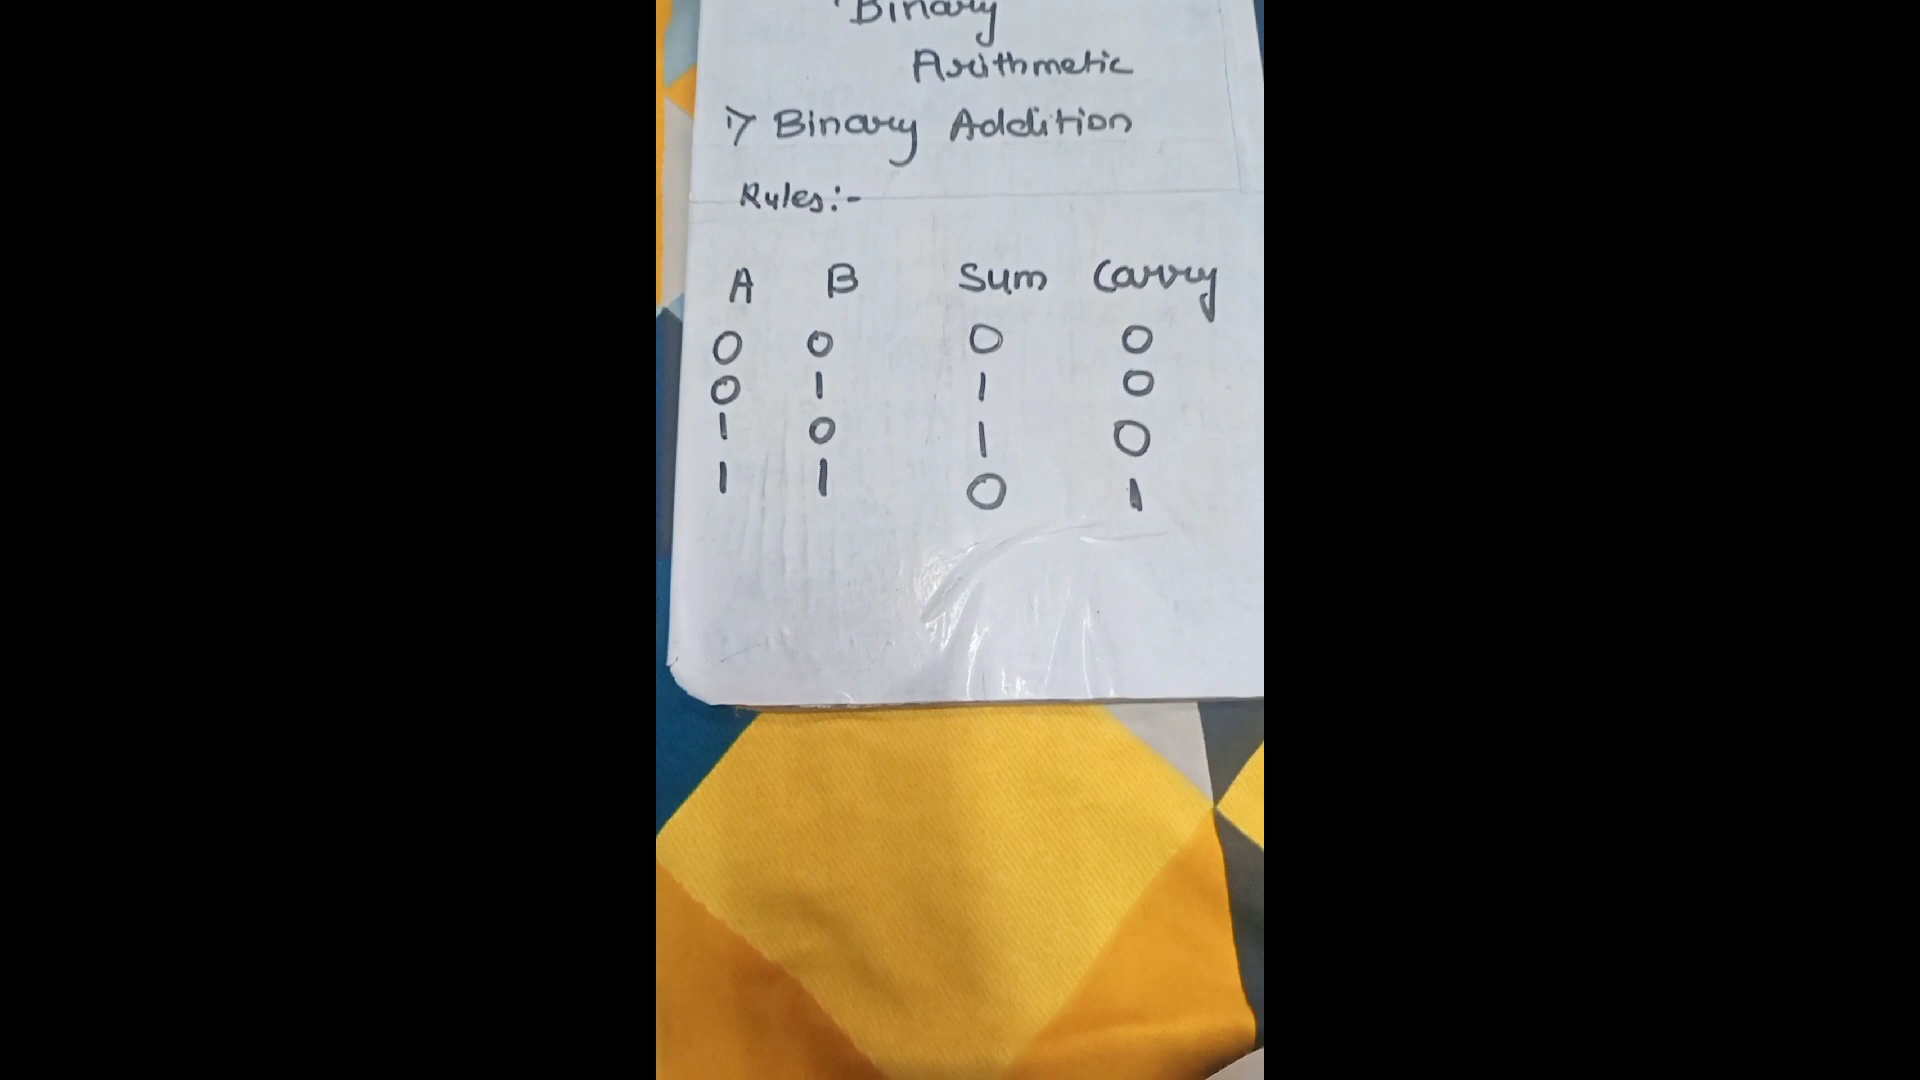 Binary
Arithmetic
i> Binary Addition
Rules:-
A B Sum Carry
0 0 0 0
0 1 1 0
1 0 1 0
1 1 0 1